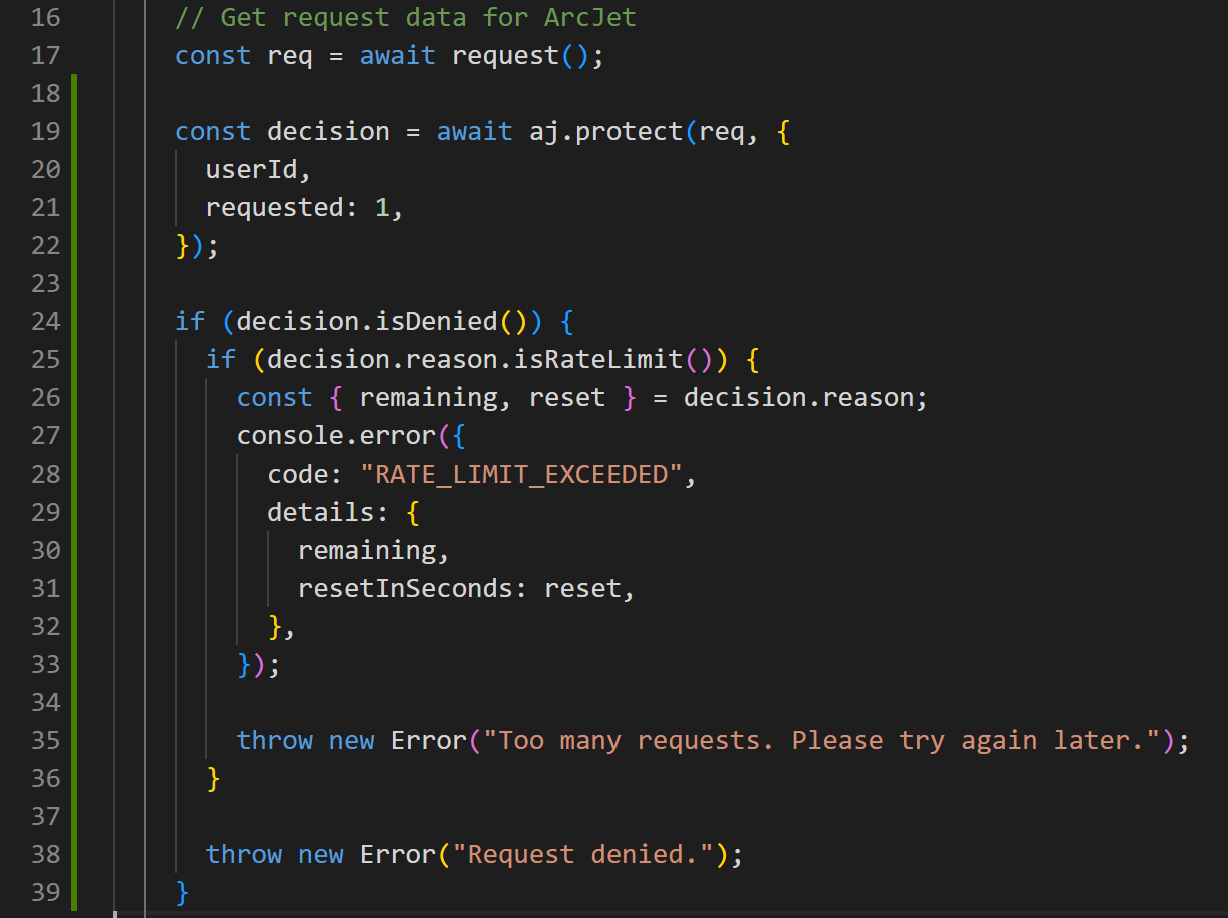 16 // Get request data for ArcJet
17 const req = await request();
18
19 const decision = await aj.protect(req, {
20 userId,
21 requested: 1,
22 });
23
24 if (decision.isDenied()) {
25 if (decision.reason.isRateLimit()) {
26 const { remaining, reset } = decision.reason;
27 console.error({
28 code: "RATE_LIMIT_EXCEEDED",
29 details: {
30 remaining,
31 resetInSeconds: reset,
32 },
33 });
34
35 throw new Error("Too many requests. Please try again later.");
36 }
37
38 throw new Error("Request denied.");
39 }